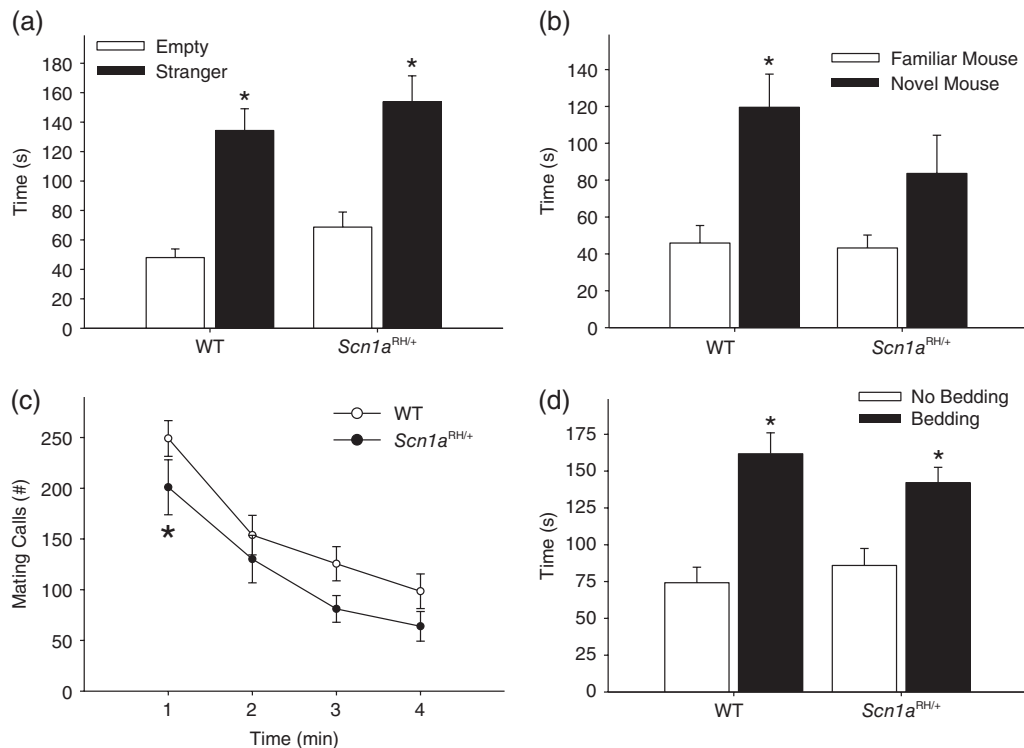 (a)
Empty
Stranger
180
160
140
120
100
80
60
40
20
0
Time (s)
*
*
WT
Scn1aRH/+
(b)
Familiar Mouse
Novel Mouse
140
120
100
80
60
40
20
0
Time (s)
*
WT
Scn1aRH/+
(c)
WT
Scn1aRH/+
250
200
150
100
50
0
Mating Calls (#)
*
1 2 3 4
Time (min)
(d)
No Bedding
Bedding
175
150
125
100
75
50
25
0
Time (s)
*
*
WT
Scn1aRH/+